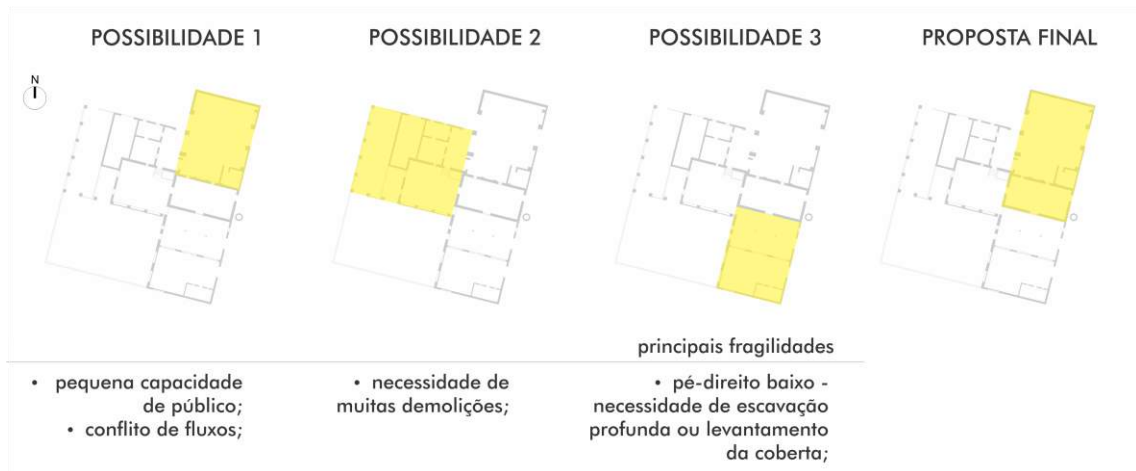 POSSIBILIDADE 1
POSSIBILIDADE 2
POSSIBILIDADE 3
PROPOSTA FINAL
N
principais fragilidades
• pequena capacidade
de público;
• conflito de fluxos;
• necessidade de
muitas demolições;
• pé-direito baixo -
necessidade de escavação
profunda ou levantamento
da coberta;